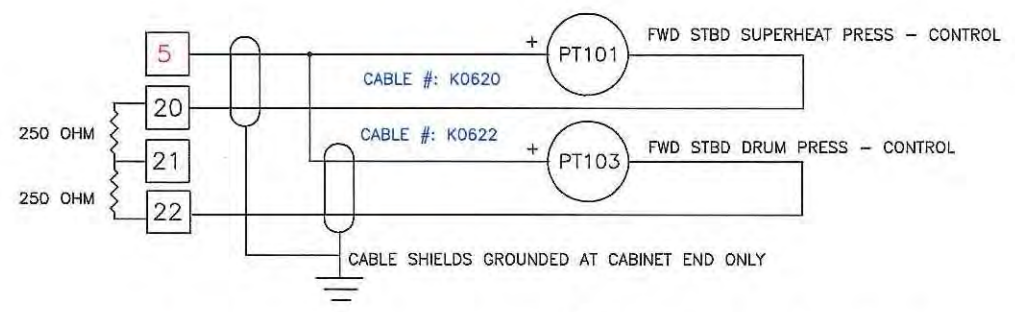 FWD STBD SUPERHEAT PRESS - CONTROL
5
+
PT101
CABLE #: K0620
20
250 OHM
CABLE #: K0622
21
+
PT103
FWD STBD DRUM PRESS - CONTROL
250 OHM
22
CABLE SHIELDS GROUNDED AT CABINET END ONLY